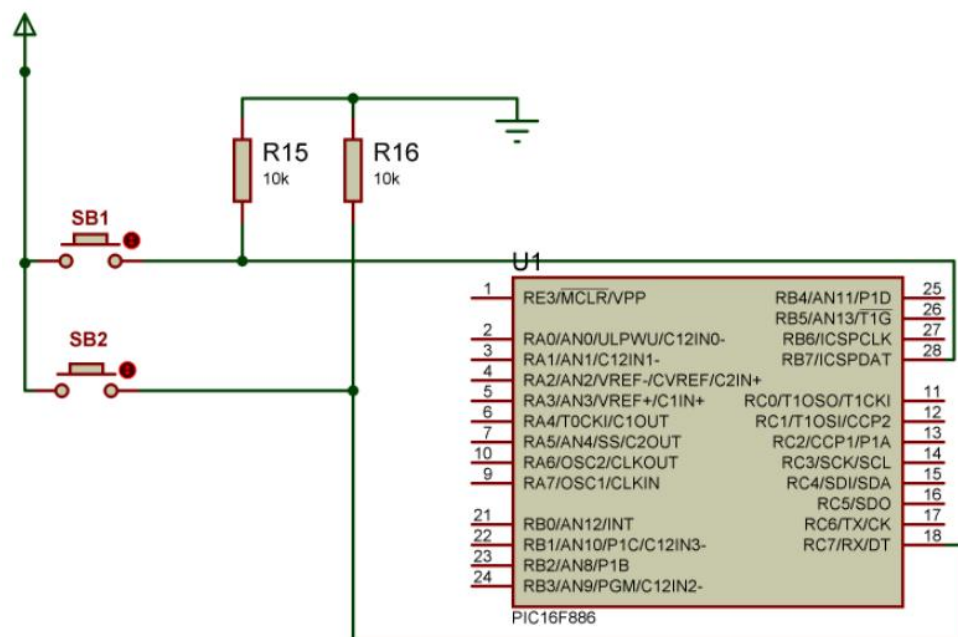 R15
10k
R16
10k
SB1
SB2
U1
1
RE3/MCLR/VPP
2
RA0/AN0/ULPWU/C12IN0-
3
RA1/AN1/C12IN1-
4
RA2/AN2/VREF-/CVREF/C2IN+
5
RA3/AN3/VREF+/C1IN+
6
RA4/T0CKI/C1OUT
7
RA5/AN4/SS/C2OUT
10
RA6/OSC2/CLKOUT
9
RA7/OSC1/CLKIN
21
RB0/AN12/INT
22
RB1/AN10/P1C/C12IN3-
23
RB2/AN8/P1B
24
RB3/AN9/PGM/C12IN2-
RB4/AN11/P1D
25
RB5/AN13/T1G
26
RB6/ICSPCLK
27
RB7/ICSPDAT
28
RC0/T1OSO/T1CKI
11
RC1/T1OSI/CCP2
12
RC2/CCP1/P1A
13
RC3/SCK/SCL
14
RC4/SDI/SDA
15
RC5/SDO
16
RC6/TX/CK
17
RC7/RX/DT
18
PIC16F886